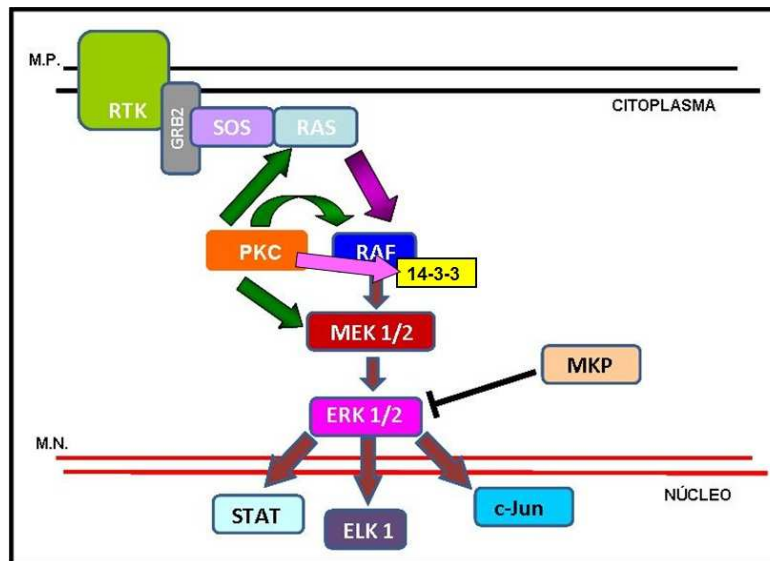 M.P.
RTK
GRB2
SOS
RAS
CITOPLASMA
PKC
RAF
14-3-3
MEK 1/2
MKP
ERK 1/2
M.N.
NÚCLEO
STAT
ELK 1
c-Jun